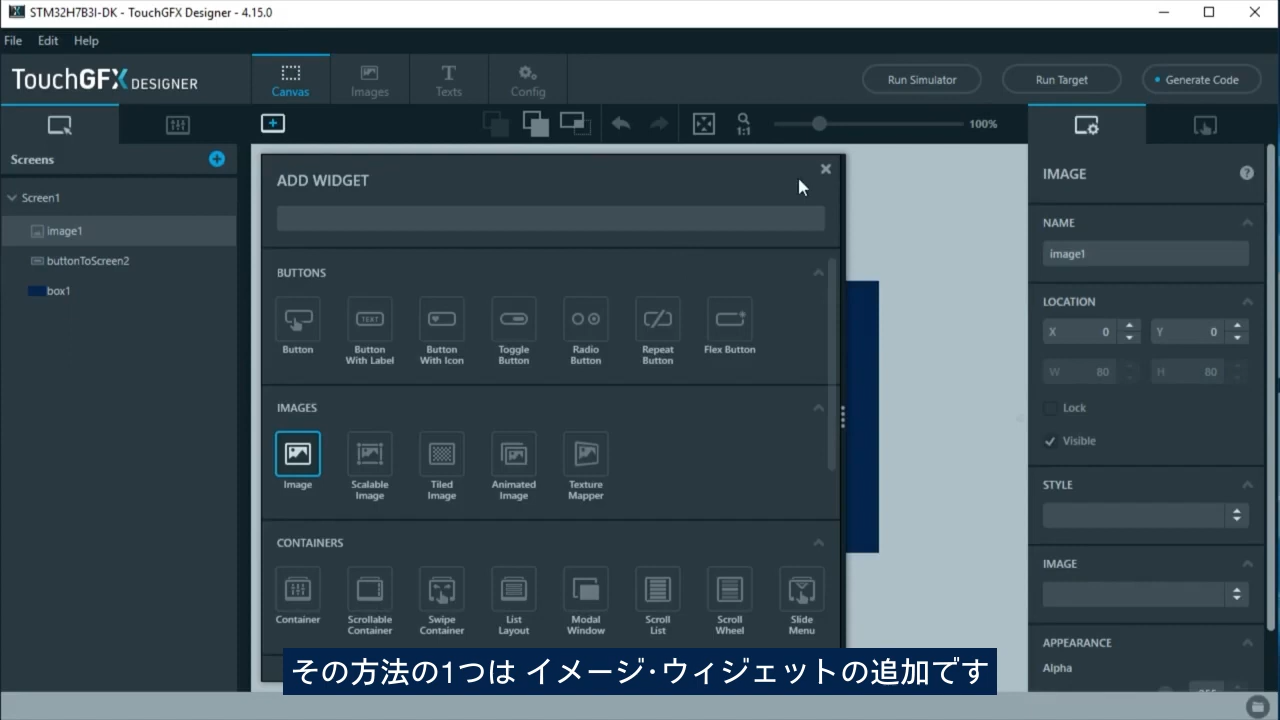 STM32H7B3I-DK - TouchGFX Designer - 4.15.0
File Edit Help
TouchGFX DESIGNER
Canvas
Images
Texts
Config
Run Simulator
Run Target
Generate Code
1:1
100%
Screens
Screen1
image1
buttonToScreen2
box1
ADD WIDGET
BUTTONS
Button
Button
With Label
Button
With Icon
Toggle
Button
Radio
Button
Repeat
Button
Flex Button
TEXT
IMAGES
Image
Scalable
Image
Tiled
Image
Animated
Image
Texture
Mapper
CONTAINERS
Container
Scrollable
Container
Swipe
Container
List
Layout
Modal
Window
Scroll
List
Scroll
Wheel
Slide
Menu
IMAGE
NAME
image1
LOCATION
X 0 Y 0
W 80 H 80
Lock
Visible
STYLE
IMAGE
APPEARANCE
Alpha
その方法の1つは イメージ･ウィジェットの追加です